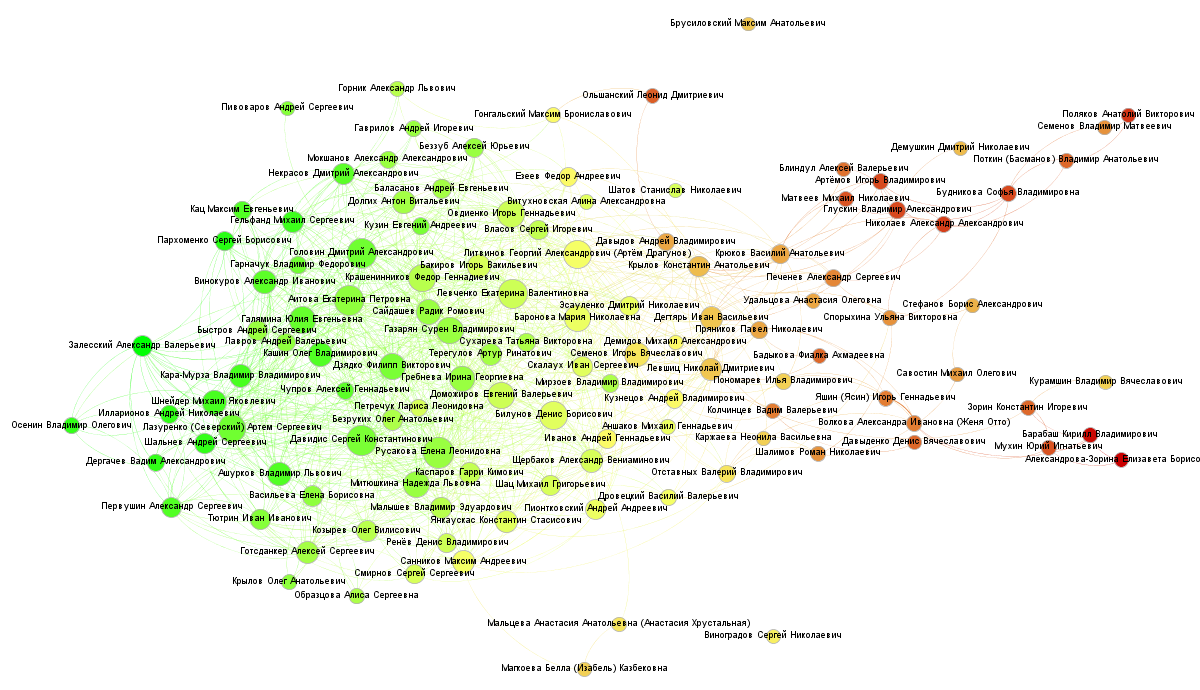 Брусиловский Максим Анатольевич
Горник Александр Львович
Ольшанский Леонид Дмитриевич
Пивоваров Андрей Сергеевич
Гонгальский Максим Брониславович
Поляков Анатолий Викторович
Семенов Владимир Матвеевич
Гаврилов Андрей Игоревич
Беззуб Алексей Юрьевич
Демушкин Дмитрий Николаевич
Мокшанов Александр Александрович
Поткин (Басманов) Владимир Анатольевич
Некрасов Дмитрий Александрович
Блиндул Алексей Валерьевич
Езеев Федор Андреевич
Артёмов Игорь Владимирович
Баласанов Андрей Евгеньевич
Шатов Станислав Николаевич
Будникова Софья Владимировна
Долгих Антон Витальевич
Витухновская Алина Александровна
Матвеев Михаил Николаевич
Кац Максим Евгеньевич
Овдиенко Игорь Геннадьевич
Глускин Владимир Александрович
Гельфанд Михаил Сергеевич
Кузин Евгений Андреевич
Власов Сергей Игоревич
Николаев Александр Александрович
Пархоменко Сергей Борисович
Давыдов Андрей Владимирович
Головин Дмитрий Александрович
Литвинов Георгий Александрович (Артём Драгунов)
Крюков Василий Анатольевич
Гарначук Владимир Федорович
Бакиров Игорь Вакильевич
Крылов Константин Анатольевич
Винокуров Александр Иванович
Крашенинников Федор Геннадиевич
Печенев Александр Сергеевич
Левченко Екатерина Валентиновна
Аитова Екатерина Петровна
Эсауленко Дмитрий Николаевич
Удальцова Анастасия Олеговна
Стефанов Борис Александрович
Сайдашев Радик Ромович
Галямина Юлия Евгеньевна
Баронова Мария Николаевна
Дегтярь Иван Васильевич
Спорыхина Ульяна Викторовна
Быстров Андрей Сергеевич
Газарян Сурен Владимирович
Пряников Павел Николаевич
Залесский Александр Валерьевич
Лавров Андрей Валерьевич
Сухарева Татьяна Викторовна
Демидов Михаил Александрович
Кашин Олег Владимирович
Терегулов Артур Ринатович
Семенов Игорь Вячеславович
Бадыкова Фиалка Ахмадеевна
Дзядко Филипп Викторович
Скалаух Иван Сергеевич
Левшиц Николай Дмитриевич
Кара-Мурза Владимир Владимирович
Гребнева Ирина Георгиевна
Мирзоев Владимир Владимирович
Пономарев Илья Владимирович
Савостин Михаил Олегович
Курамшин Владимир Вячеславович
Чупров Алексей Геннадьевич
Доможиров Евгений Валерьевич
Кузнецов Андрей Владимирович
Яшин (Ясин) Игорь Геннадьевич
Шнейдер Михаил Яковлевич
Петречук Лариса Леонидовна
Колчинцев Вадим Валерьевич
Зорин Константин Игоревич
Илларионов Андрей Николаевич
Безруких Олег Анатольевич
Билунов Денис Борисович
Осенин Владимир Олегович
Лазуренко (Северский) Артем Сергеевич
Аншаков Михаил Геннадьевич
Волкова Александра Ивановна (Женя Отто)
Давидис Сергей Константинович
Иванов Андрей Геннадьевич
Каржаева Неонила Васильевна
Барабаш Кирилл Владимирович
Шальнев Андрей Сергеевич
Давыденко Денис Вячеславович
Русакова Елена Леонидовна
Мухин Юрий Игнатьевич
Дергачев Вадим Александрович
Щербаков Александр Вениаминович
Шалимов Роман Николаевич
Александрова-Зорина Елизавета Борисо
Ашурков Владимир Львович
Каспаров Гарри Кимович
Отставных Валерий Владимирович
Митюшкина Надежда Львовна
Шац Михаил Григорьевич
Васильева Елена Борисовна
Дровецкий Василий Валерьевич
Первушин Александр Сергеевич
Малышев Владимир Эдуардович
Пионтковский Андрей Андреевич
Тютрин Иван Иванович
Янкаускас Константин Стасисович
Козырев Олег Вилисович
Ренёв Денис Владимирович
Готсданкер Алексей Сергеевич
Санников Максим Андреевич
Смирнов Сергей Сергеевич
Крылов Олег Анатольевич
Образцова Алиса Сергеевна
Мальцева Анастасия Анатольевна (Анастасия Хрустальная)
Виноградов Сергей Николаевич
Магкоева Белла (Изабель) Казбековна